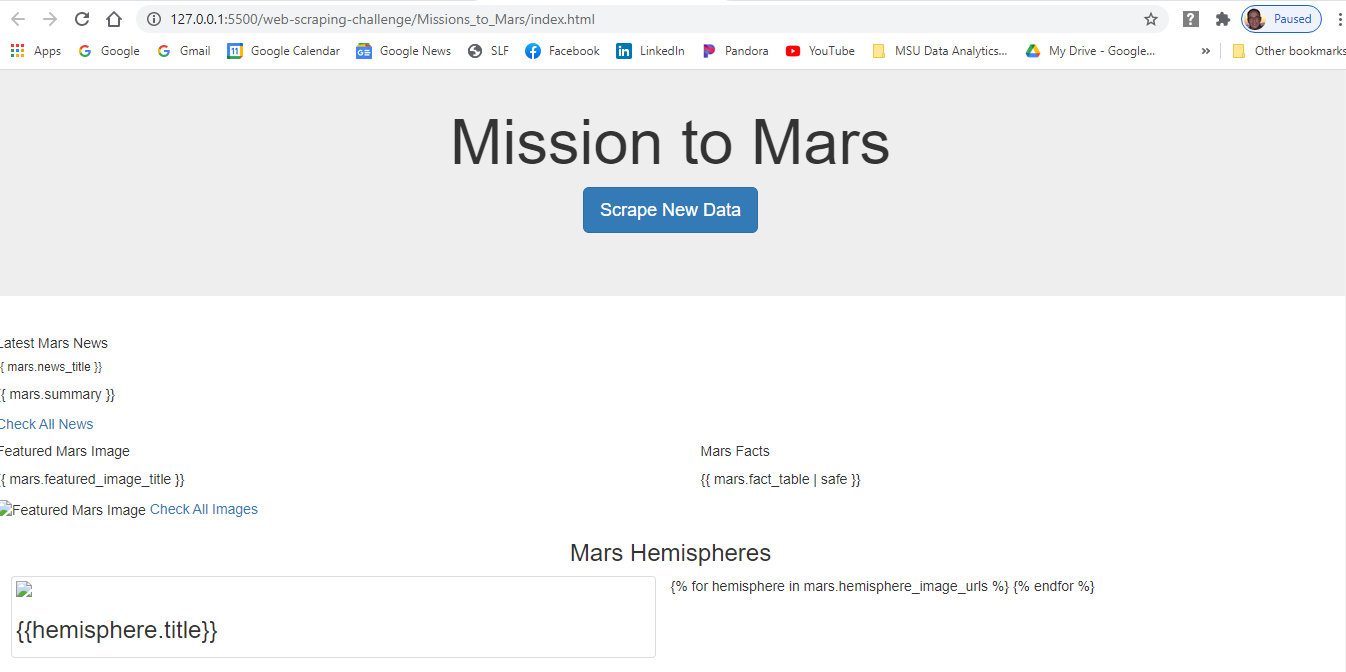 127.0.0.1:5500/web-scraping-challenge/Missions_to_Mars/index.html
Paused
Apps Google Gmail Google Calendar Google News SLF Facebook LinkedIn Pandora YouTube MSU Data Analytics... My Drive - Google... » Other bookmarks
Mission to Mars
Scrape New Data
Latest Mars News
{{ mars.news_title }}
{{ mars.summary }}
Check All News
Featured Mars Image
Mars Facts
{{ mars.featured_image_title }}
{{ mars.fact_table | safe }}
Featured Mars Image Check All Images
Mars Hemispheres
{% for hemisphere in mars.hemisphere_image_urls %} {% endfor %}
{{hemisphere.title}}